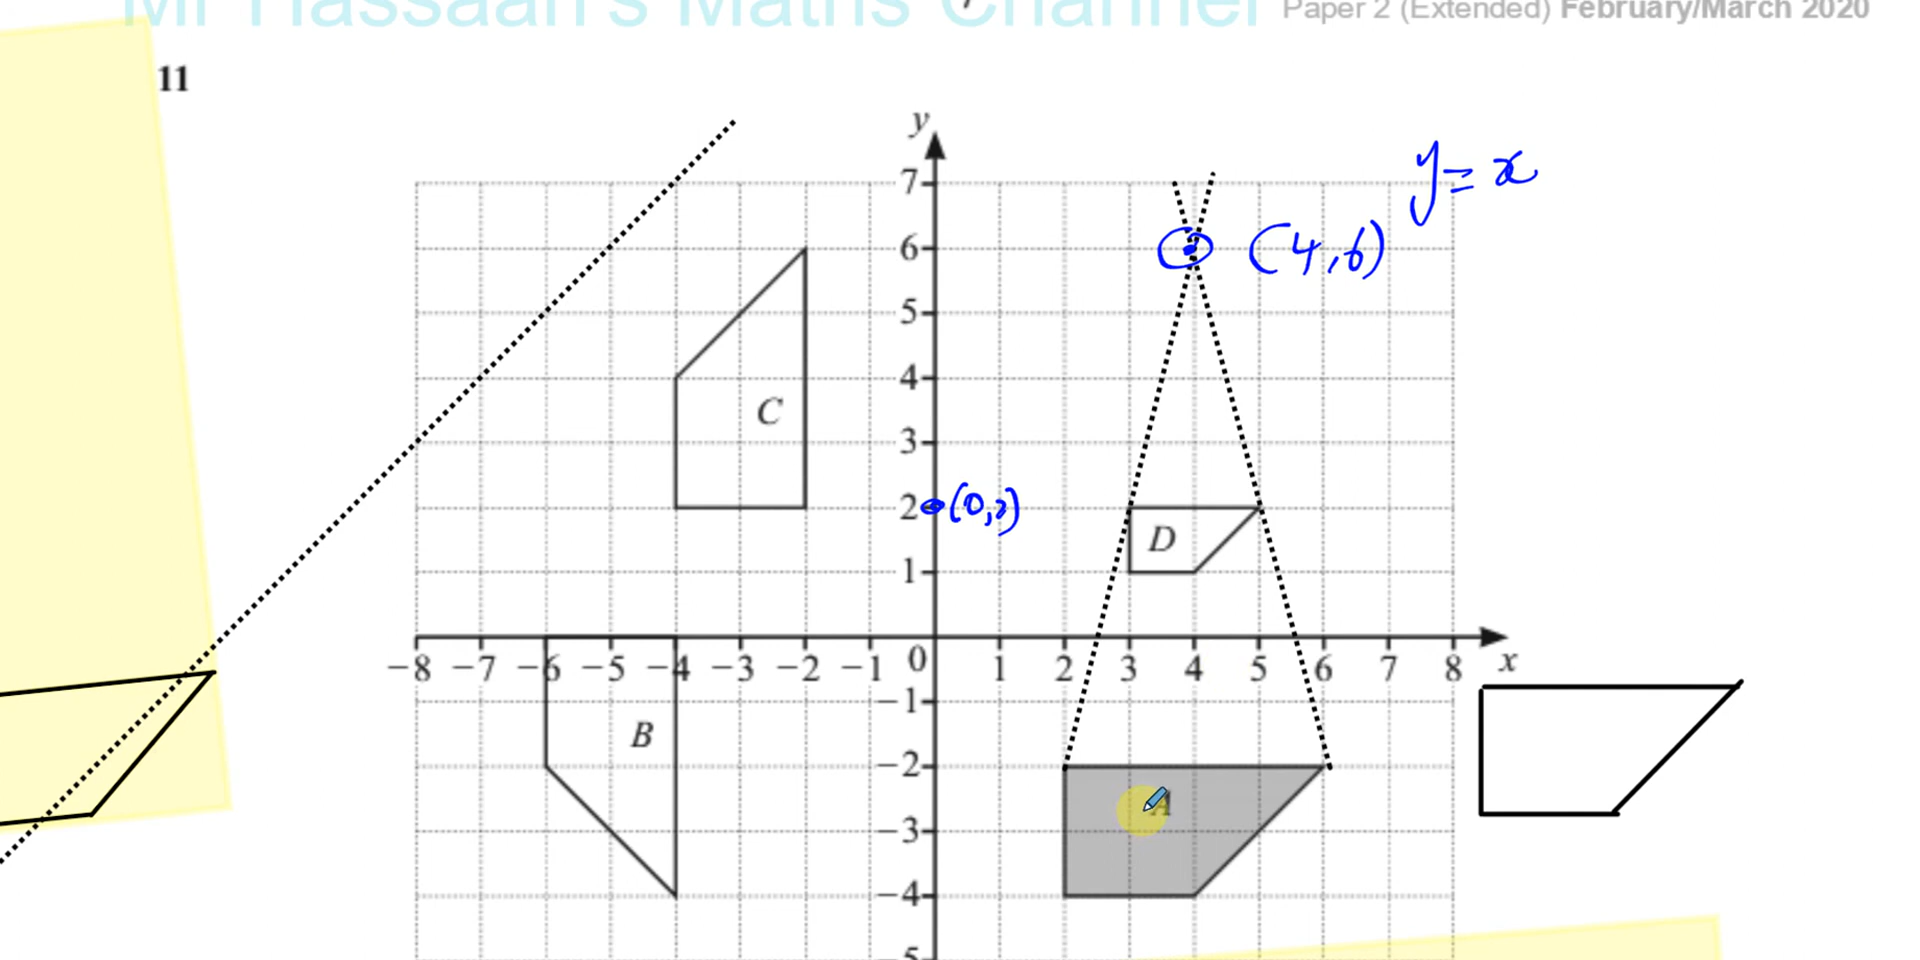 Mr Hassaan's Maths Channel
Paper 2 (Extended) February/March 2020
11
y
y = x
7
6
(4,6)
5
4
C
3
2
(0,2)
D
1
−8 −7 −6 −5 −4 −3 −2 −1 0 1 2 3 4 5 6 7 8 x
−1
B
−2
A
−3
−4
−5